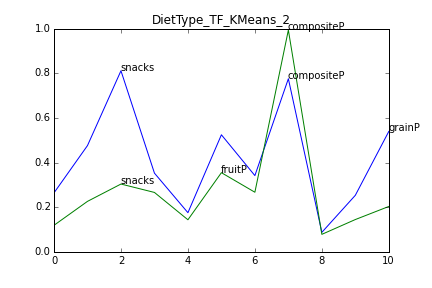 DietType_TF_KMeans_2
1.0
compositeP
0.8
snacks
compositeP
0.6
grainP
0.4
fruitP
snacks
0.2
0.0
0 2 4 6 8 10